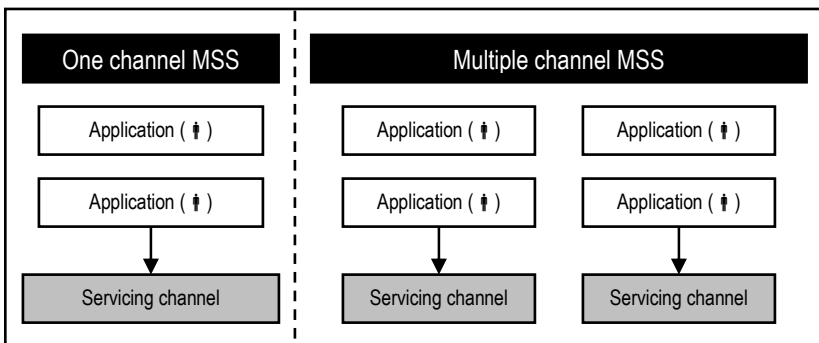 One channel MSS
Multiple channel MSS
Application ( )
Application ( )
Servicing channel
Application ( )
Application ( )
Application ( )
Application ( )
Servicing channel
Servicing channel